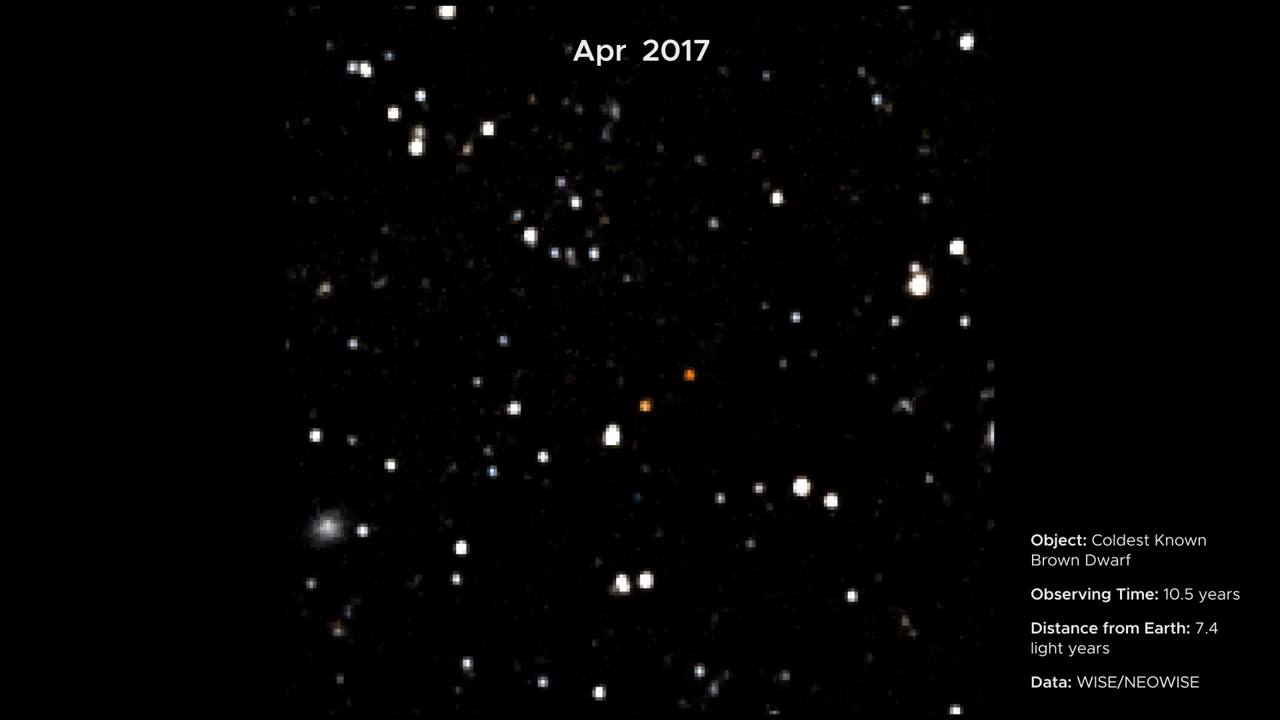 Apr 2017
Object: Coldest Known
Brown Dwarf
Observing Time: 10.5 years
Distance from Earth: 7.4
light years
Data: WISE/NEOWISE